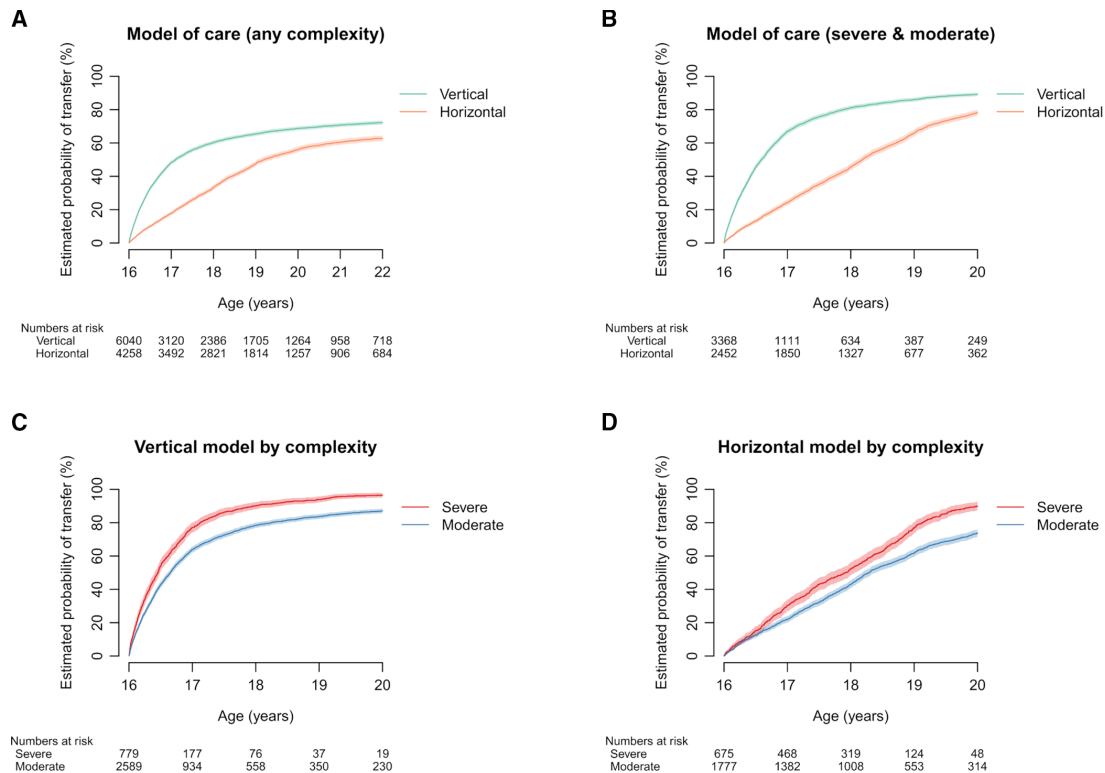 A
Model of care (any complexity)
Estimated probability of transfer (%)
100
80
60
40
20
0
16 17 18 19 20 21 22
Age (years)
Vertical
Horizontal
Numbers at risk
Vertical 6040 3120 2386 1705 1264 958 718
Horizontal 4258 3492 2821 1814 1257 906 684
B
Model of care (severe & moderate)
Estimated probability of transfer (%)
100
80
60
40
20
0
16 17 18 19 20
Age (years)
Vertical
Horizontal
Numbers at risk
Vertical 3368 1111 634 387 249
Horizontal 2452 1850 1327 677 362
C
Vertical model by complexity
Estimated probability of transfer (%)
100
80
60
40
20
0
16 17 18 19 20
Age (years)
Severe
Moderate
Numbers at risk
Severe 779 177 76 37 19
Moderate 2589 934 558 350 230
D
Horizontal model by complexity
Estimated probability of transfer (%)
100
80
60
40
20
0
16 17 18 19 20
Age (years)
Severe
Moderate
Numbers at risk
Severe 675 468 319 124 48
Moderate 1777 1382 1008 553 314